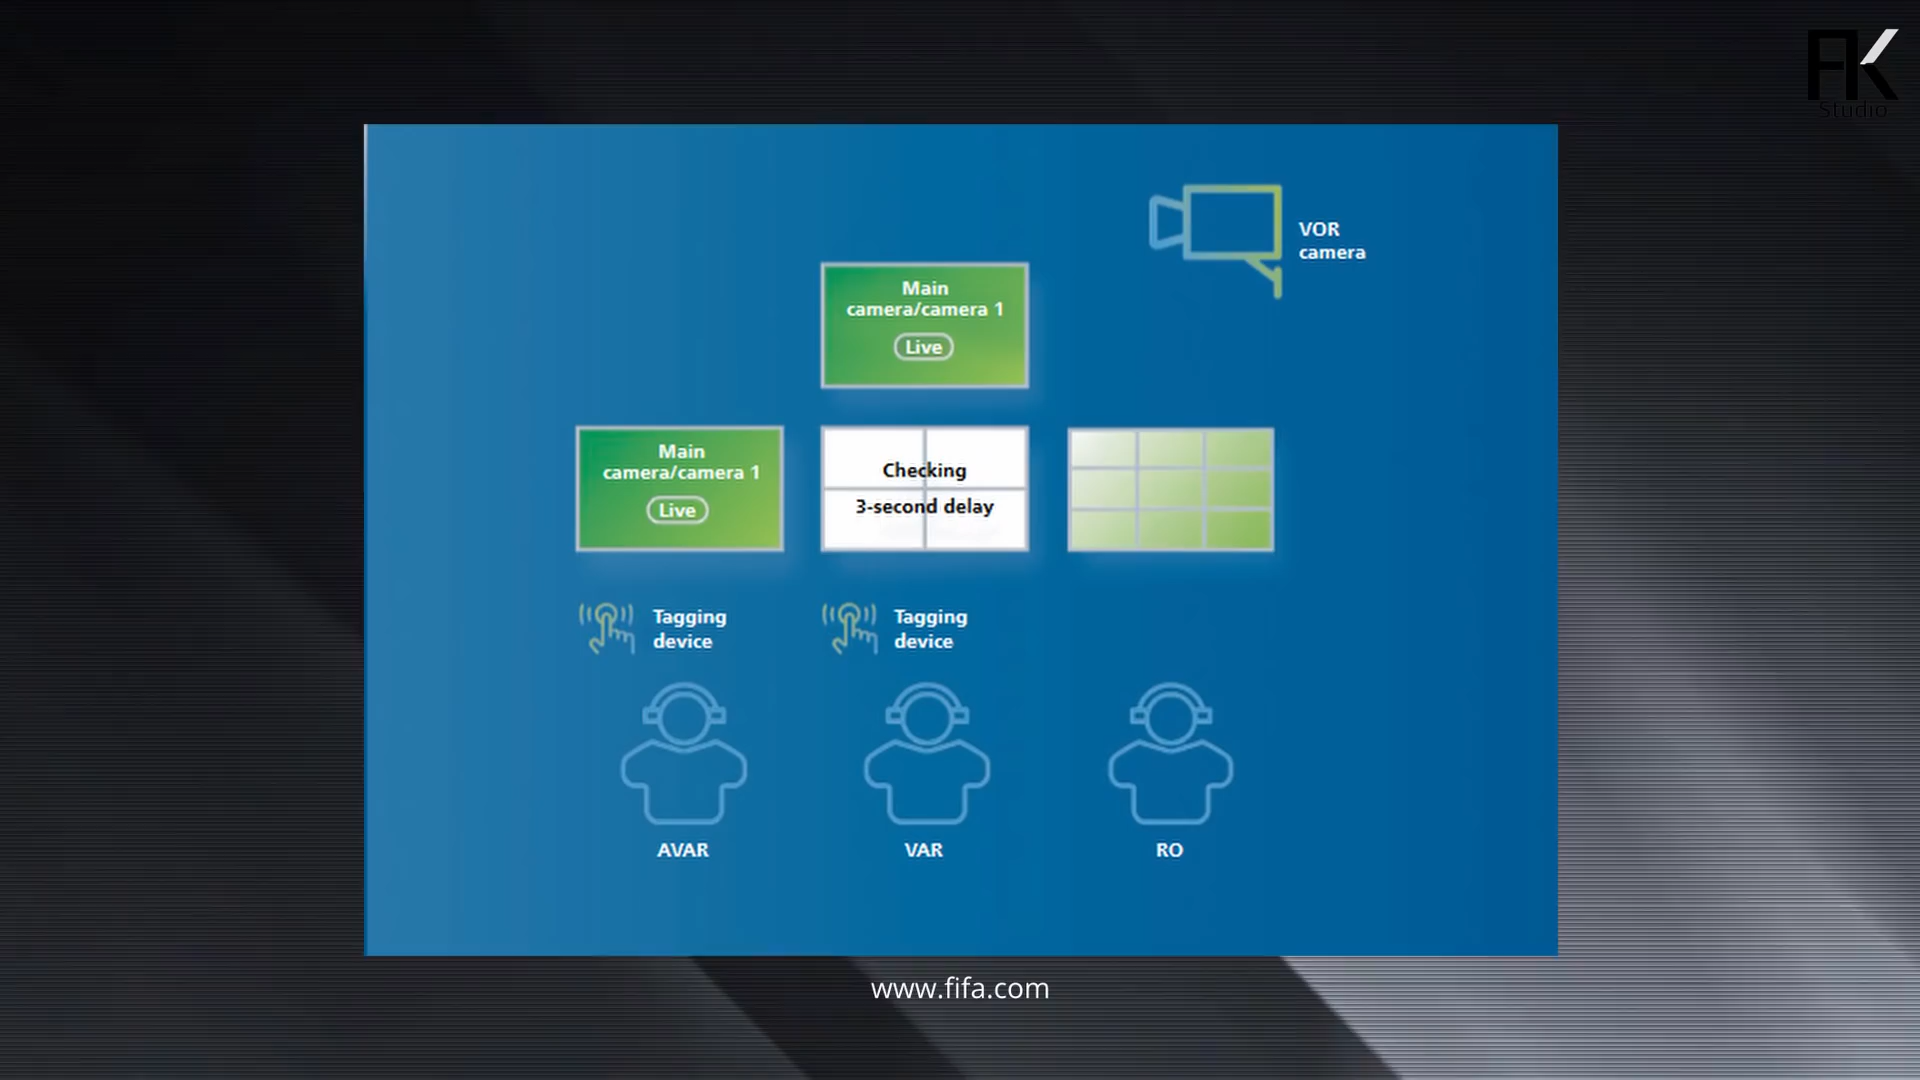 AK
Studio
VOR
camera
Main
camera/camera 1
Live
Main
camera/camera 1
Live
Checking
3-second delay
Tagging
device
Tagging
device
AVAR
VAR
RO
www.fifa.com